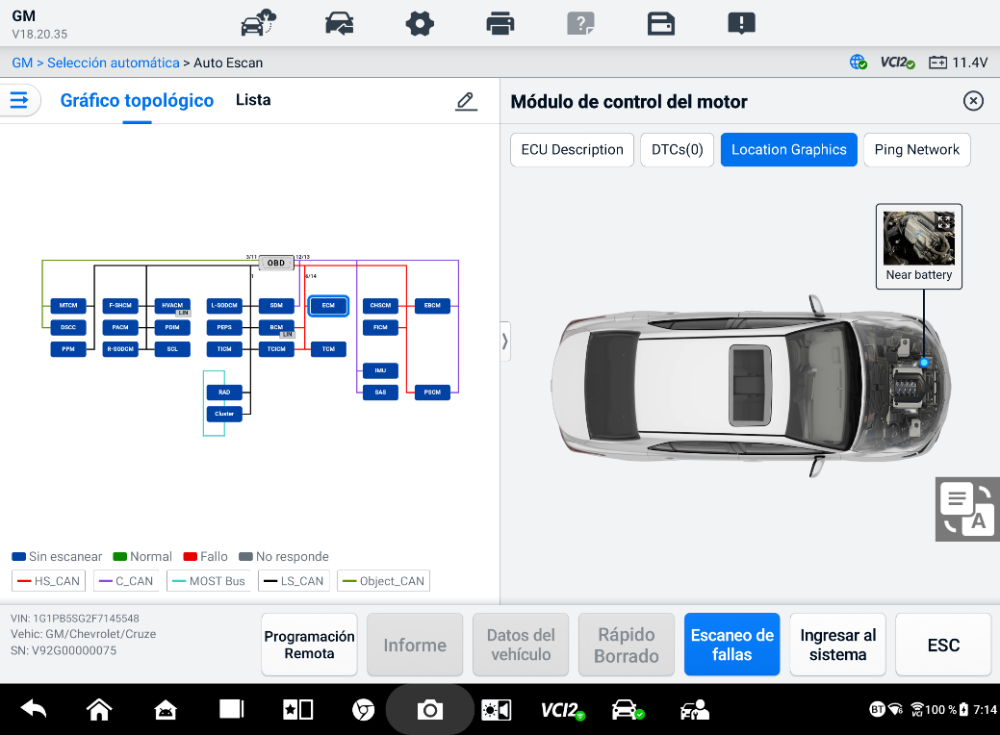 GM
V18.20.35
GM > Selección automática > Auto Escan
VCI2
11.4V
Gráfico topológico
Lista
Módulo de control del motor
ECU Description
DTCs(0)
Location Graphics
Ping Network
Near battery
3/11
OBD
12/13
1
6/14
MTCM
F-SHCM
HVACM
LIN
L-SODCM
SDM
ECM
CHSCM
EBCM
DSCC
PACM
PDIM
PEPS
BCM
LIN
FICM
PPM
R-SODCM
SCL
TICM
TCICM
TCM
IMU
RAD
SAS
PSCM
Cluster
A
Sin escanear
Normal
Fallo
No responde
HS_CAN
C_CAN
MOST Bus
LS_CAN
Object_CAN
VIN: 1G1PB5SG2F7145548
Vehic: GM/Chevrolet/Cruze
SN: V92G00000075
Programación
Remota
Informe
Datos del
vehículo
Rápido
Borrado
Escaneo de
fallas
Ingresar al
sistema
ESC
VCI2
BT
6
VG
100 %
7:14